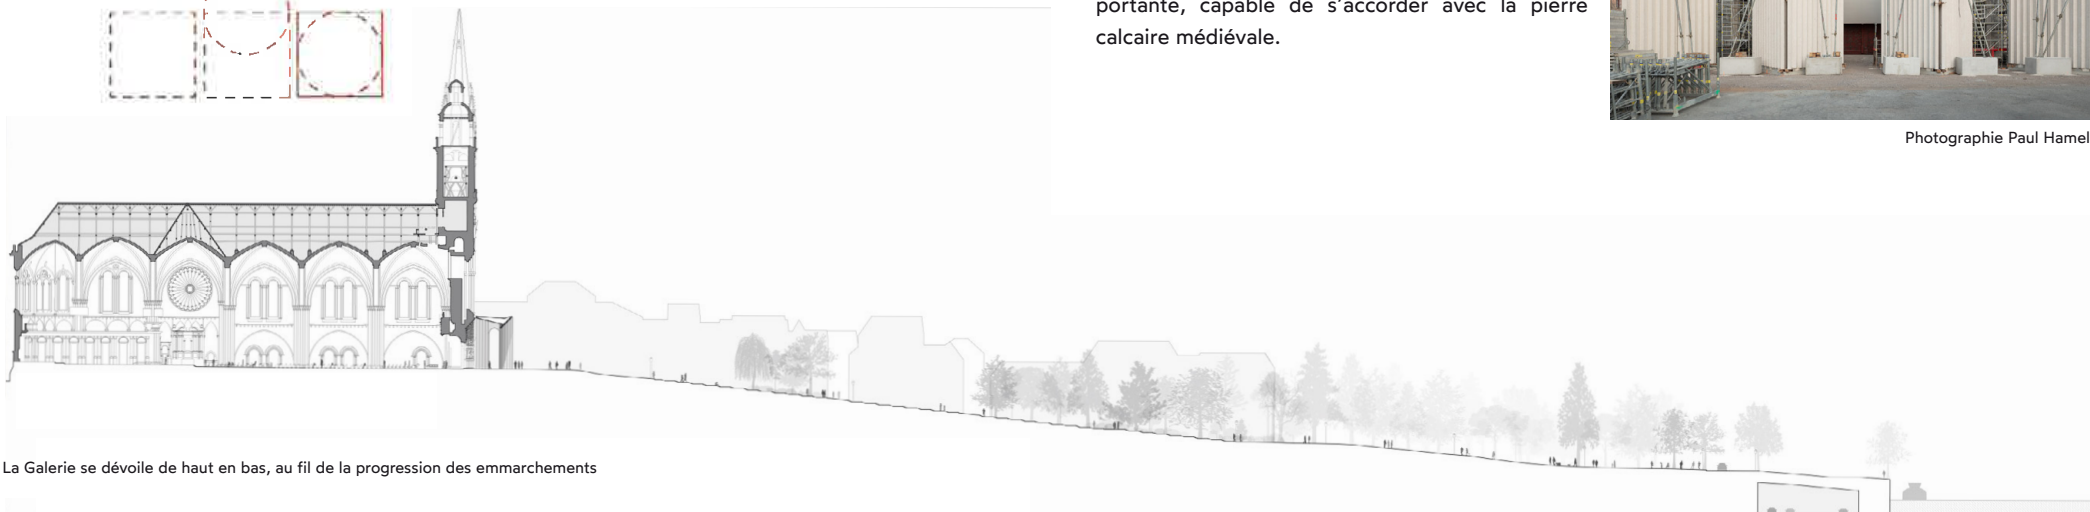 portante, capable de s’accorder avec la pierre
calcaire médiévale.
Photographie Paul Hamel
La Galerie se dévoile de haut en bas, au fil de la progression des emmarchements